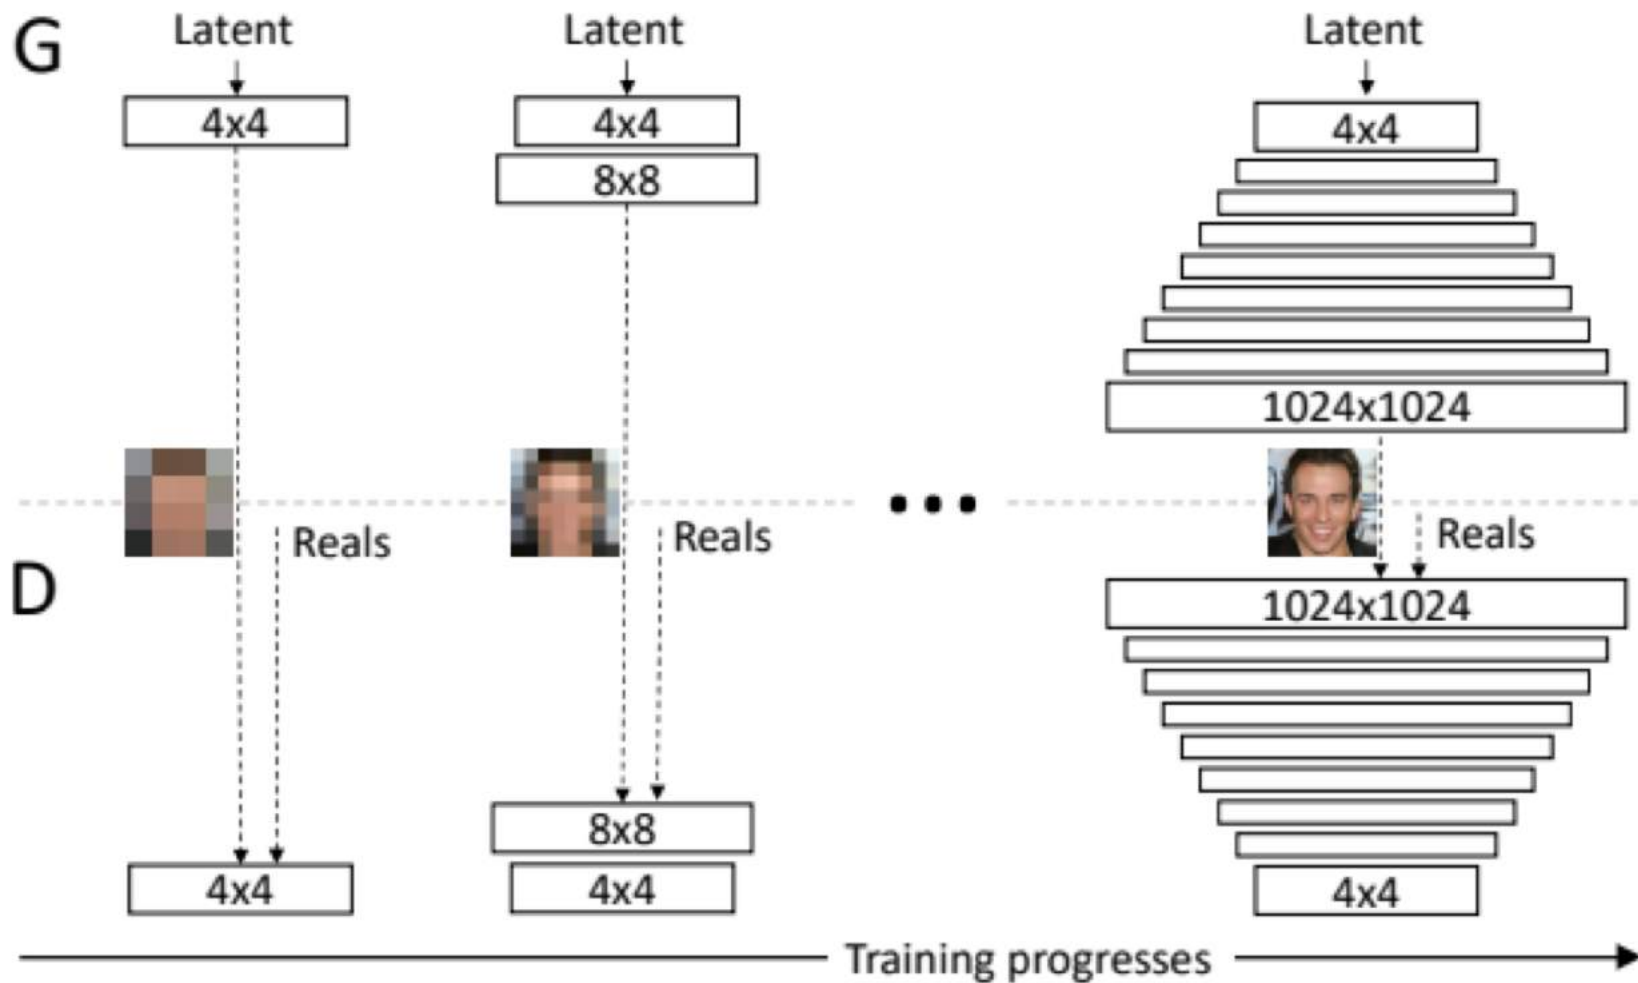 G
Latent
Latent
Latent
4x4
4x4
4x4
8x8
1024x1024
Reals
Reals
Reals
D
1024x1024
8x8
4x4
4x4
4x4
Training progresses